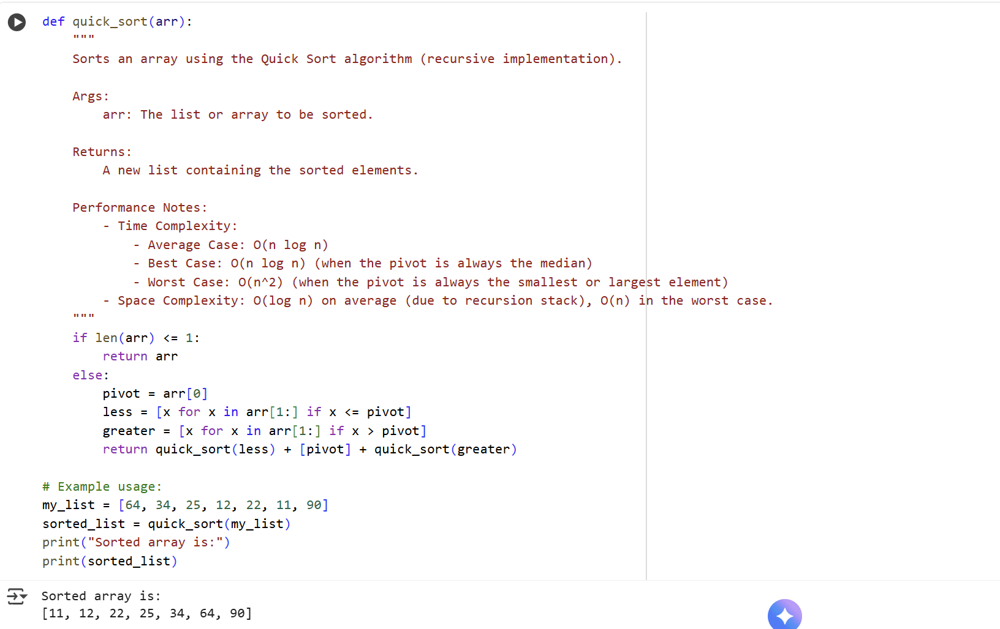 def quick_sort(arr):
    """
    Sorts an array using the Quick Sort algorithm (recursive implementation).

    Args:
        arr: The list or array to be sorted.

    Returns:
        A new list containing the sorted elements.

    Performance Notes:
        - Time Complexity:
            - Average Case: O(n log n)
            - Best Case: O(n log n) (when the pivot is always the median)
            - Worst Case: O(n^2) (when the pivot is always the smallest or largest element)
        - Space Complexity: O(log n) on average (due to recursion stack), O(n) in the worst case.
    """
    if len(arr) <= 1:
        return arr
    else:
        pivot = arr[0]
        less = [x for x in arr[1:] if x <= pivot]
        greater = [x for x in arr[1:] if x > pivot]
        return quick_sort(less) + [pivot] + quick_sort(greater)

# Example usage:
my_list = [64, 34, 25, 12, 22, 11, 90]
sorted_list = quick_sort(my_list)
print("Sorted array is:")
print(sorted_list)
Sorted array is:
[11, 12, 22, 25, 34, 64, 90]